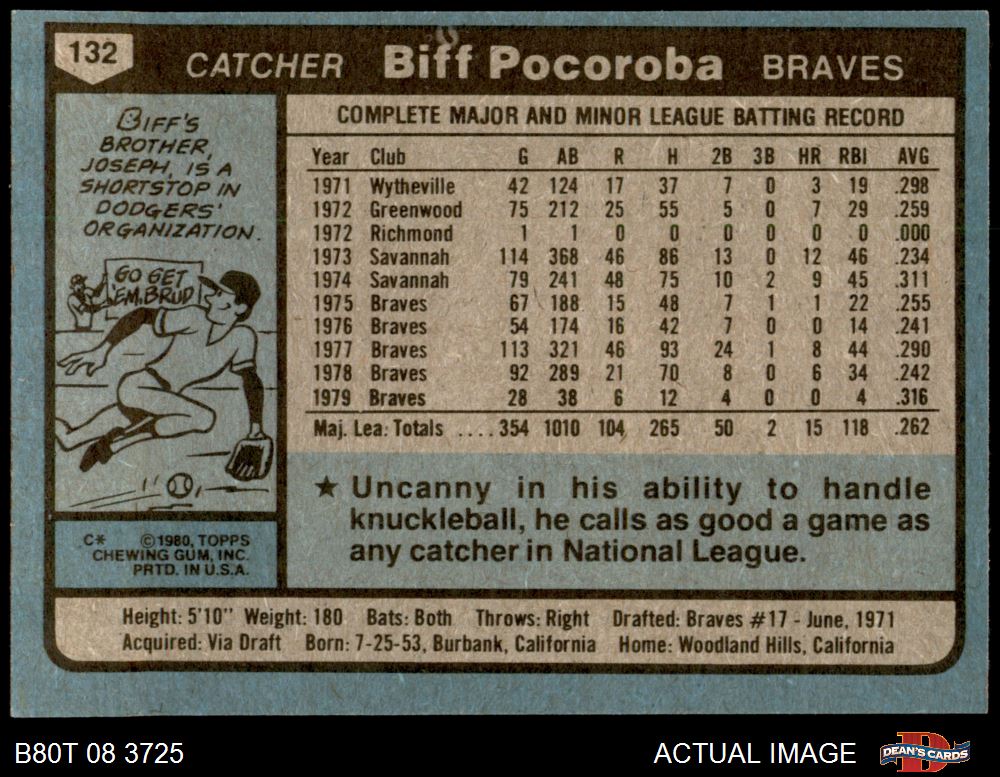 132 CATCHER Biff Pocoroba BRAVES
BIFF'S
BROTHER,
JOSEPH, IS A
SHORTSTOP IN
DODGERS'
ORGANIZATION.
GO GET
'EM, BRUD
C* ©1980, TOPPS
CHEWING GUM, INC.
PRTD. IN U.S.A.
COMPLETE MAJOR AND MINOR LEAGUE BATTING RECORD
Year Club G AB R H 2B 3B HR RBI AVG
1971 Wytheville 42 124 17 37 7 0 3 19 .298
1972 Greenwood 75 212 25 55 5 0 7 29 .259
1972 Richmond 1 1 0 0 0 0 0 0 .000
1973 Savannah 114 368 46 86 13 0 12 46 .234
1974 Savannah 79 241 48 75 10 2 9 45 .311
1975 Braves 67 188 15 48 7 1 1 22 .255
1976 Braves 54 174 16 42 7 0 0 14 .241
1977 Braves 113 321 46 93 24 1 8 44 .290
1978 Braves 92 289 21 70 8 0 6 34 .242
1979 Braves 28 38 6 12 4 0 0 4 .316
Maj. Lea. Totals .... 354 1010 104 265 50 2 15 118 .262
★ Uncanny in his ability to handle
knuckleball, he calls as good a game as
any catcher in National League.
Height: 5'10" Weight: 180 Bats: Both Throws: Right Drafted: Braves #17 - June, 1971
Acquired: Via Draft Born: 7-25-53, Burbank, California Home: Woodland Hills, California
B80T 08 3725 ACTUAL IMAGE DEAN'S CARDS